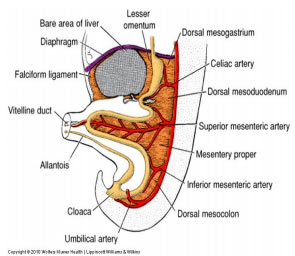 Lesser
omentum
Bare area of liver
Dorsal mesogastrium
Diaphragm
Celiac artery
Falciform ligament
Dorsal mesoduodenum
Vitelline duct
Superior mesenteric artery
Mesentery proper
Allantois
Inferior mesenteric artery
Cloaca
Dorsal mesocolon
Umbilical artery
Copyright © 2010 Wolters Kluwer Health | Lippincott Williams & Wilkins